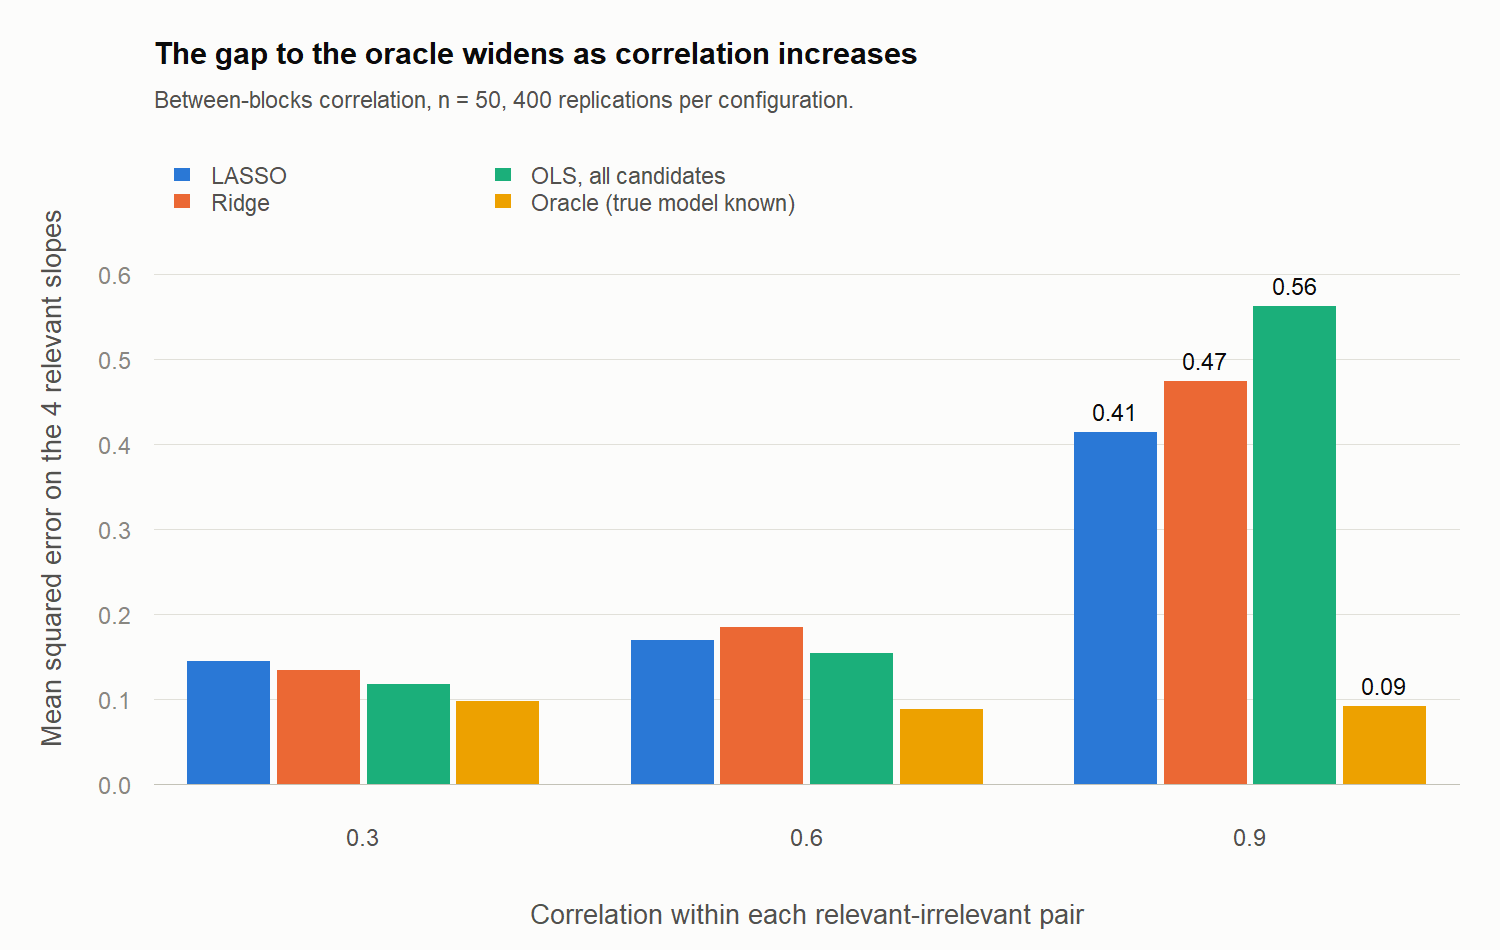 The gap to the oracle widens as correlation increases
Between-blocks correlation, n = 50, 400 replications per configuration.
LASSO
OLS, all candidates
Ridge
Oracle (true model known)
Mean squared error on the 4 relevant slopes
0.6
0.5
0.4
0.3
0.2
0.1
0.0
0.41
0.47
0.56
0.09
0.3
0.6
0.9
Correlation within each relevant-irrelevant pair